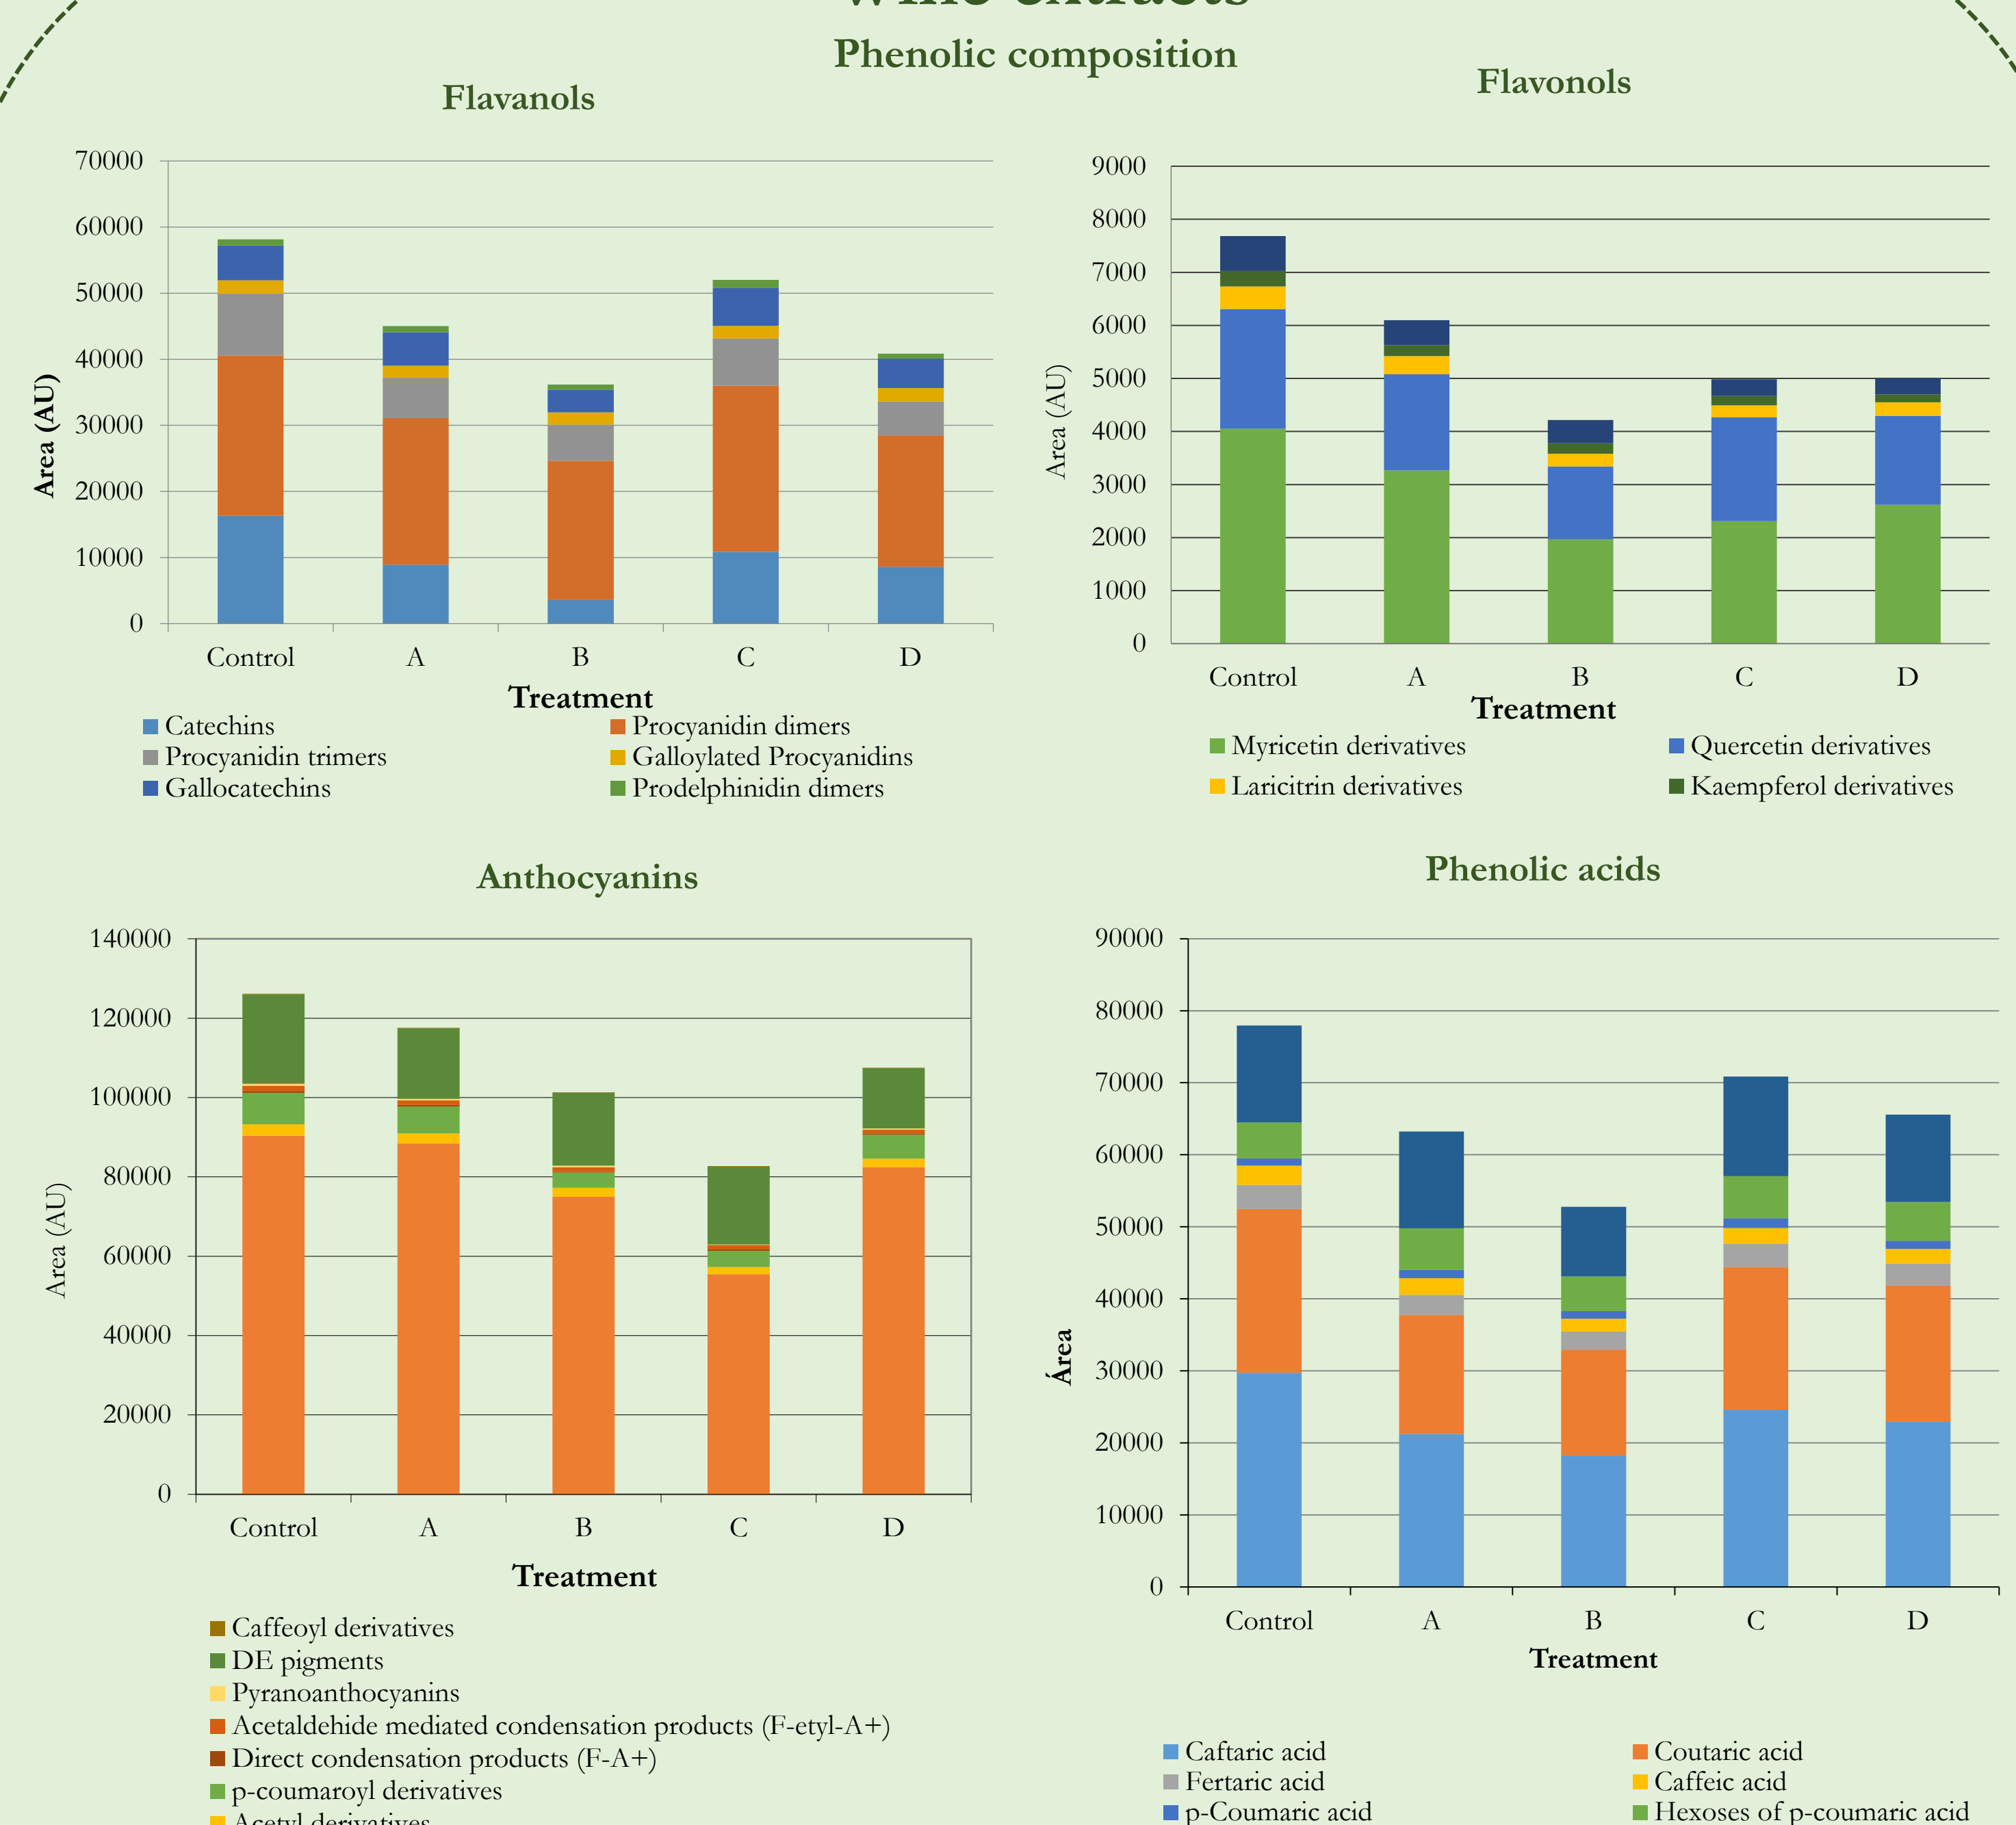 Wine extracts
Phenolic composition
Flavanols
70000
60000
50000
40000
30000
20000
10000
0
Area (AU)
Control A B C D
Treatment
Catechins Procyanidin dimers
Procyanidin trimers Galloylated Procyanidins
Gallocatechins Prodelphinidin dimers
Flavonols
9000
8000
7000
6000
5000
4000
3000
2000
1000
0
Area (AU)
Control A B C D
Treatment
Myricetin derivatives Quercetin derivatives
Laricitrin derivatives Kaempferol derivatives
Anthocyanins
140000
120000
100000
80000
60000
40000
20000
0
Area (AU)
Control A B C D
Treatment
Caffeoyl derivatives
DE pigments
Pyranoanthocyanins
Acetaldehide mediated condensation products (F-etyl-A+)
Direct condensation products (F-A+)
p-coumaroyl derivatives
Acetyl derivatives
Phenolic acids
90000
80000
70000
60000
50000
40000
30000
20000
10000
0
Área
Control A B C D
Treatment
Caftaric acid Coutaric acid
Fertaric acid Caffeic acid
p-Coumaric acid Hexoses of p-coumaric acid